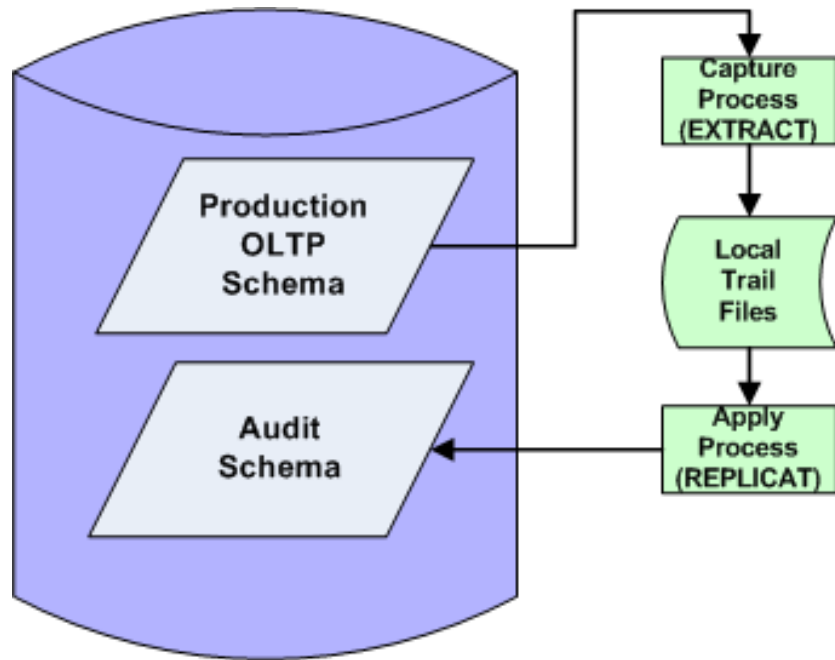 Production
OLTP
Schema
Audit
Schema
Capture
Process
(EXTRACT)
Local
Trail
Files
Apply
Process
(REPLICAT)